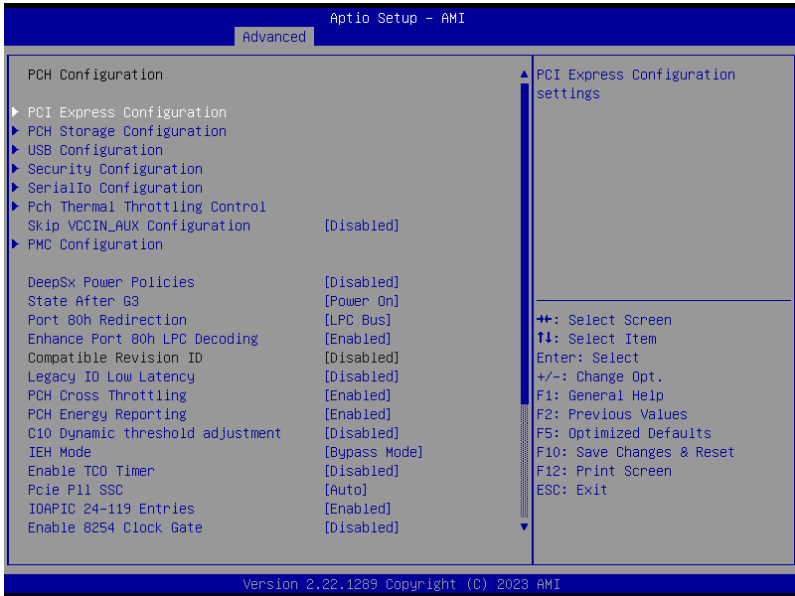 Aptio Setup - AMI
Advanced
PCH Configuration
PCI Express Configuration
PCH Storage Configuration
USB Configuration
Security Configuration
SerialIo Configuration
Pch Thermal Throttling Control
Skip VCCIN_AUX Configuration [Disabled]
PMC Configuration
DeepSx Power Policies [Disabled]
State After G3 [Power On]
Port 80h Redirection [LPC Bus]
Enhance Port 80h LPC Decoding [Enabled]
Compatible Revision ID [Disabled]
Legacy IO Low Latency [Disabled]
PCH Cross Throttling [Enabled]
PCH Energy Reporting [Enabled]
C10 Dynamic threshold adjustment [Disabled]
IEH Mode [Bypass Mode]
Enable TCO Timer [Disabled]
Pcie Pll SSC [Auto]
IOAPIC 24-119 Entries [Enabled]
Enable 8254 Clock Gate [Disabled]
PCI Express Configuration
settings
→←: Select Screen
↑↓: Select Item
Enter: Select
+/-: Change Opt.
F1: General Help
F2: Previous Values
F5: Optimized Defaults
F10: Save Changes & Reset
F12: Print Screen
ESC: Exit
Version 2.22.1289 Copyright (C) 2023 AMI